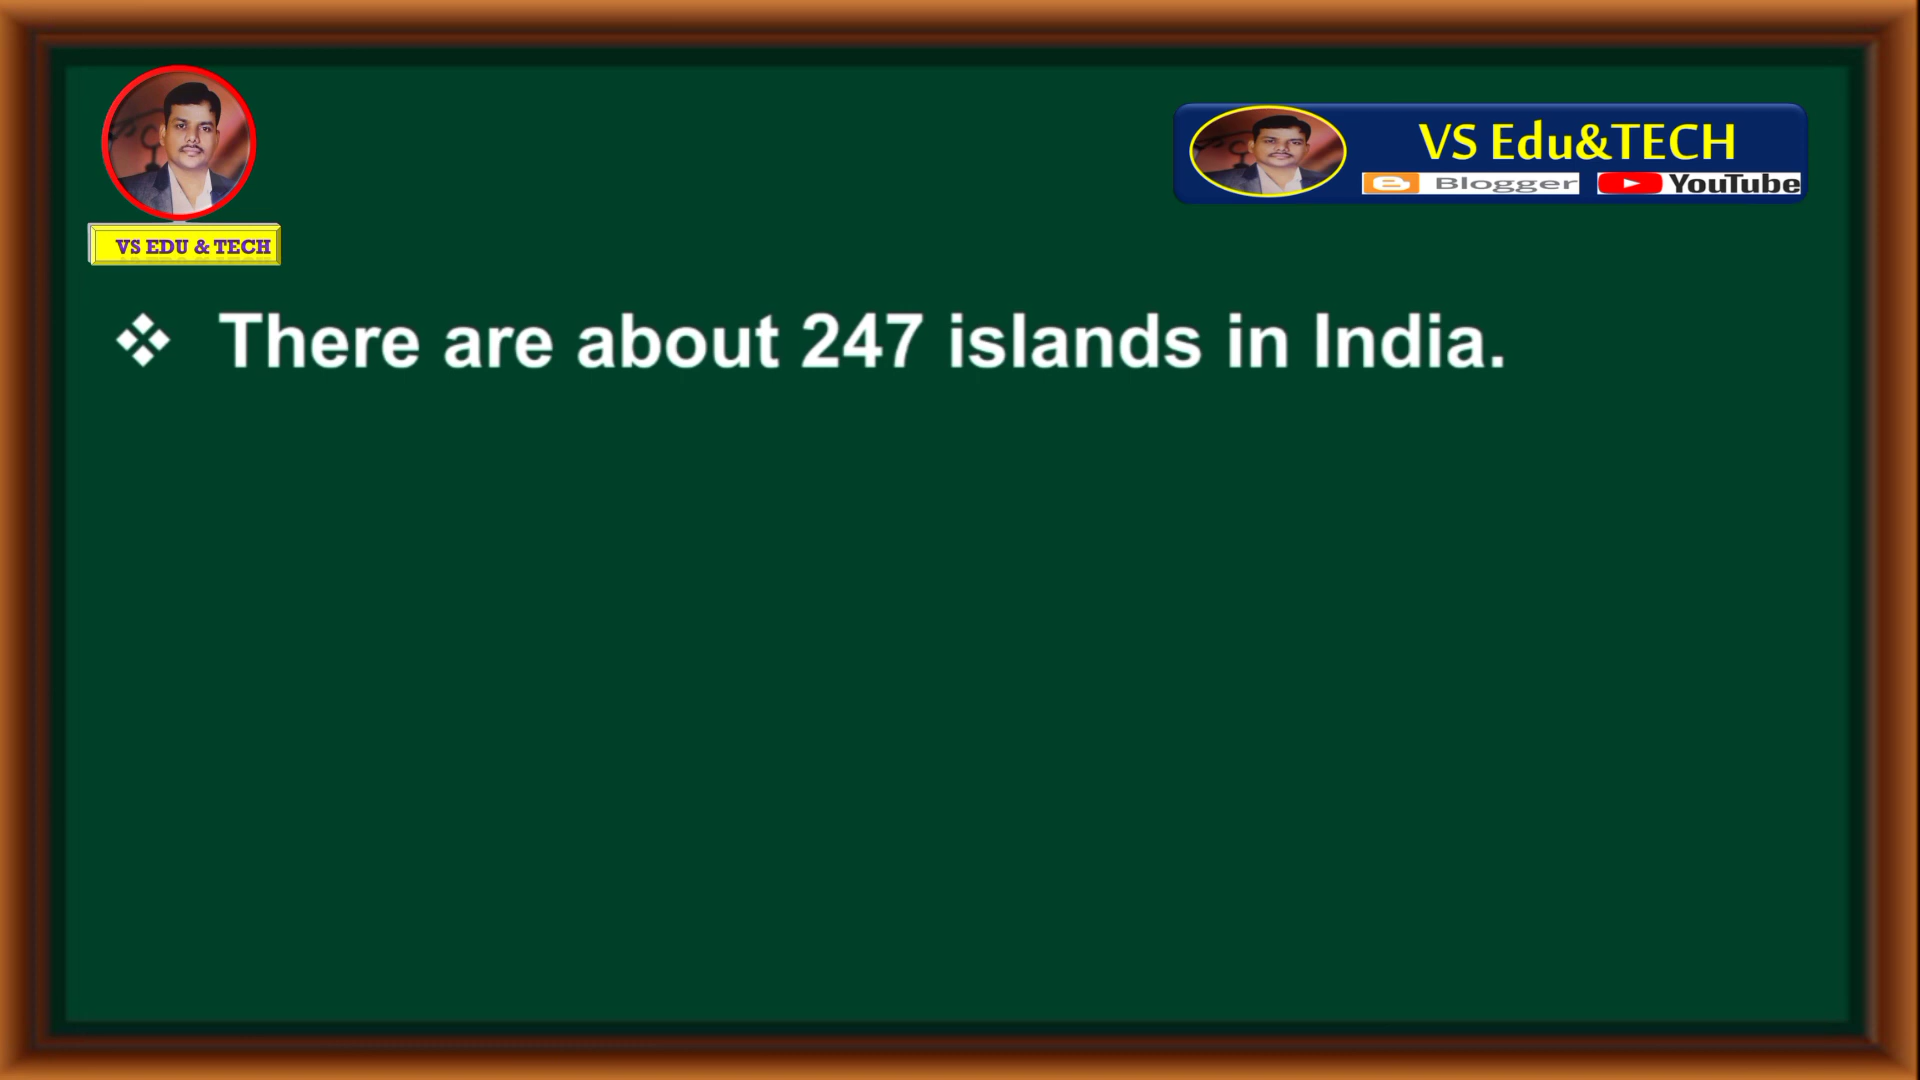 VS EDU & TECH
VS Edu&TECH
Blogger YouTube
❖ There are about 247 islands in India.